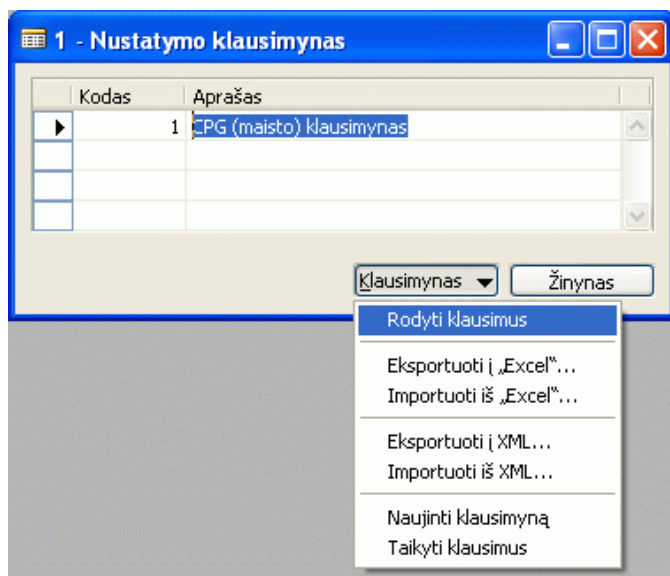 1 - Nustatymo klausimynas
Kodas Aprašas
1 CPG (maisto) klausimynas
Klausimynas Žinynas
Rodyti klausimus
Eksportuoti į „Excel“...
Importuoti iš „Excel“...
Eksportuoti į XML...
Importuoti iš XML...
Naujinti klausimyną
Taikyti klausimus